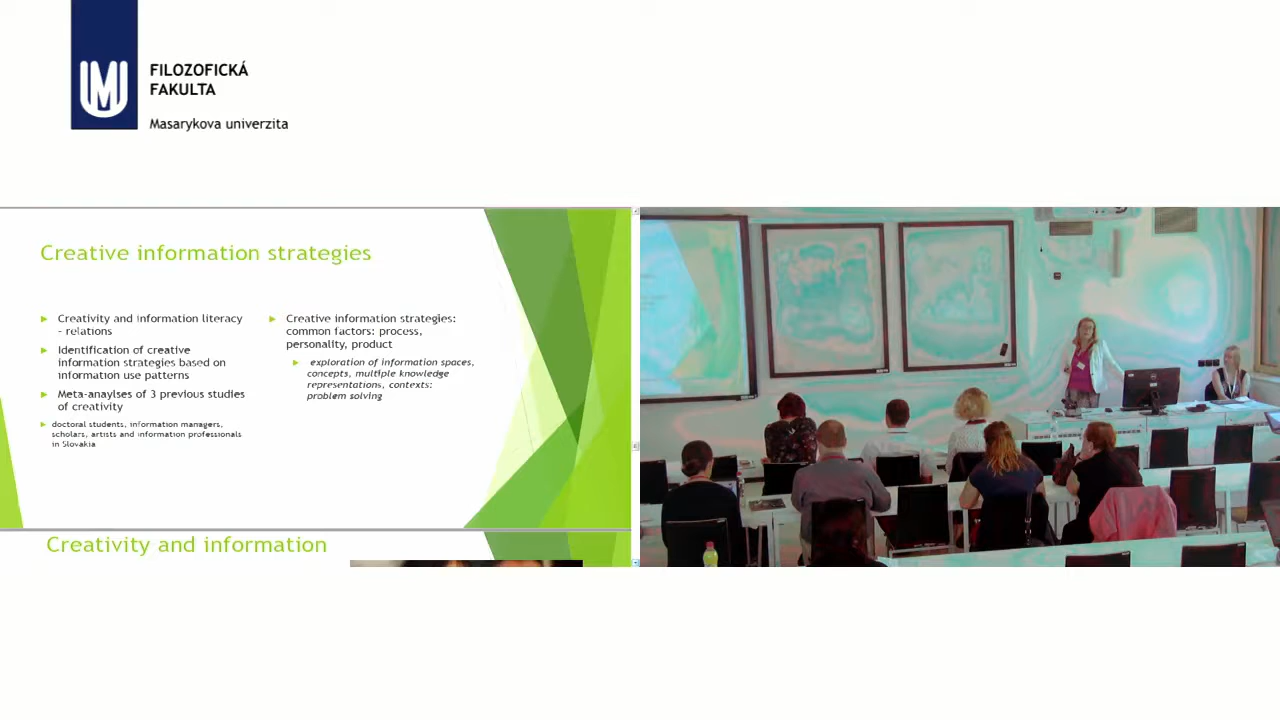 FILOZOFICKÁ
FAKULTA
Masarykova univerzita
Creative information strategies
Creativity and information literacy
- relations
Identification of creative
information strategies based on
information use patterns
Meta-anaylses of 3 previous studies
of creativity
doctoral students, information managers,
scholars, artists and information professionals
in Slovakia
Creative information strategies:
common factors: process,
personality, product
exploration of information spaces,
concepts, multiple knowledge
representations, contexts:
problem solving
Creativity and information